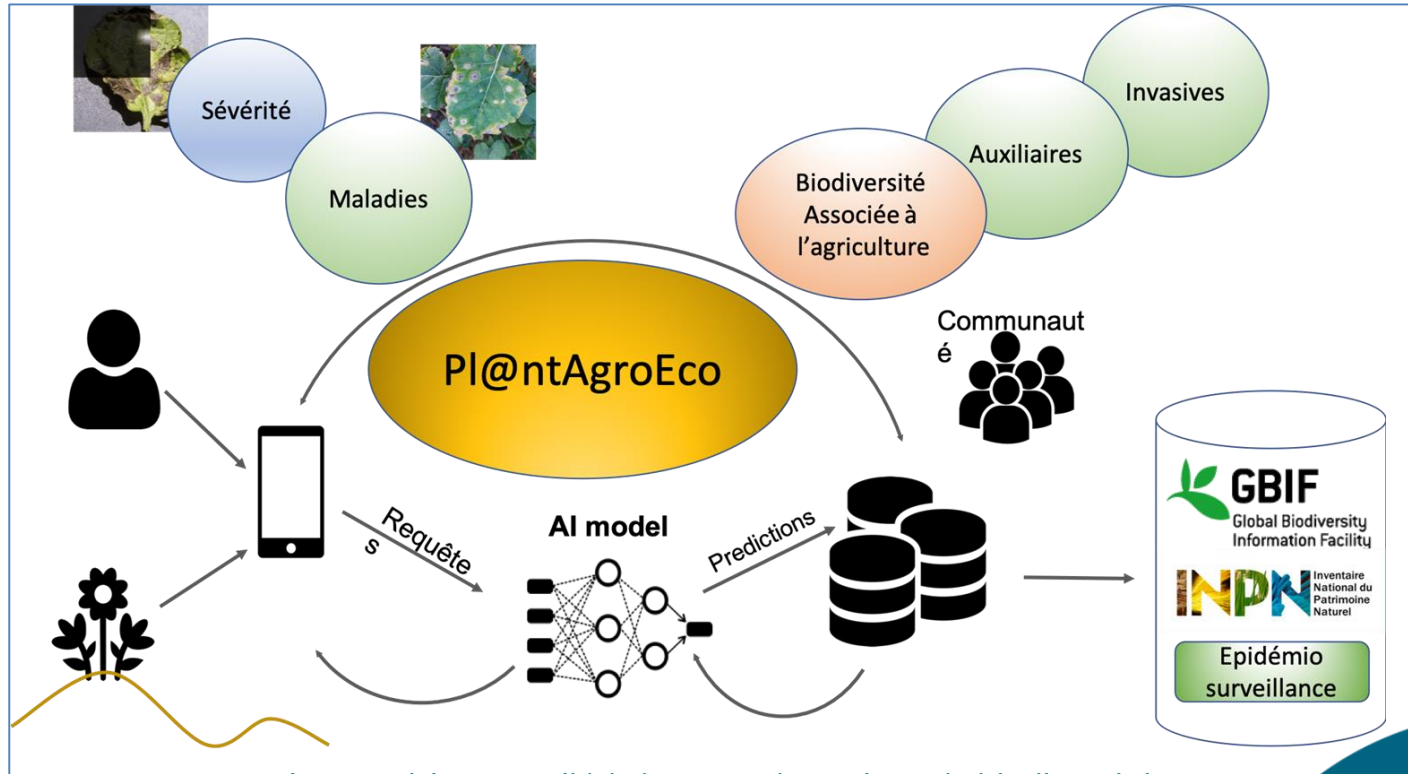 Sévérité
Maladies
Invasives
Auxiliaires
Biodiversité
Associée à
l'agriculture
Pl@ntAgroEco
Communaut
é
Requête
s
AI model
Predictions
GBIF
Global Biodiversity
Information Facility
INPN
Inventaire
National du
Patrimoine
Naturel
Epidémio
surveillance